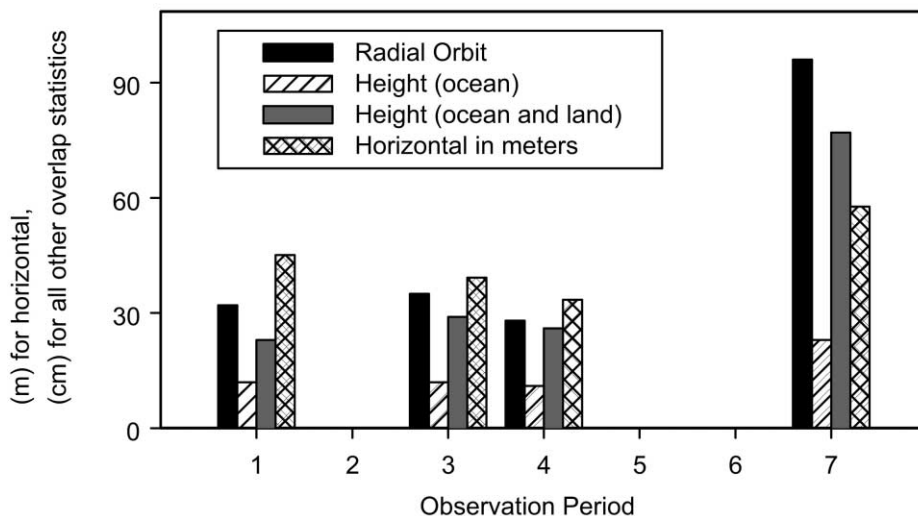 (m) for horizontal,
(cm) for all other overlap statistics
90
60
30
0
Radial Orbit
Height (ocean)
Height (ocean and land)
Horizontal in meters
1 2 3 4 5 6 7
Observation Period